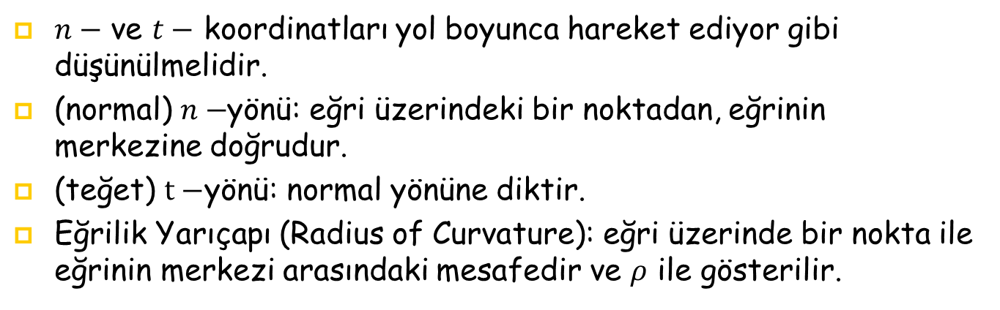 n − ve t − koordinatları yol boyunca hareket ediyor gibi
düşünülmelidir.
(normal) n −yönü: eğri üzerindeki bir noktadan, eğrinin
merkezine doğrudur.
(teğet) t −yönü: normal yönüne diktir.
Eğrilik Yarıçapı (Radius of Curvature): eğri üzerinde bir nokta ile
eğrinin merkezi arasındaki mesafedir ve ρ ile gösterilir.